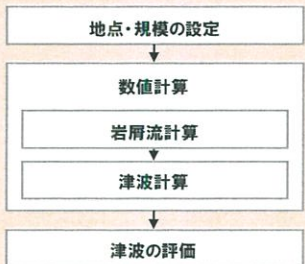 地点・規模の設定
数値計算
岩屑流計算
津波計算
津波の評価